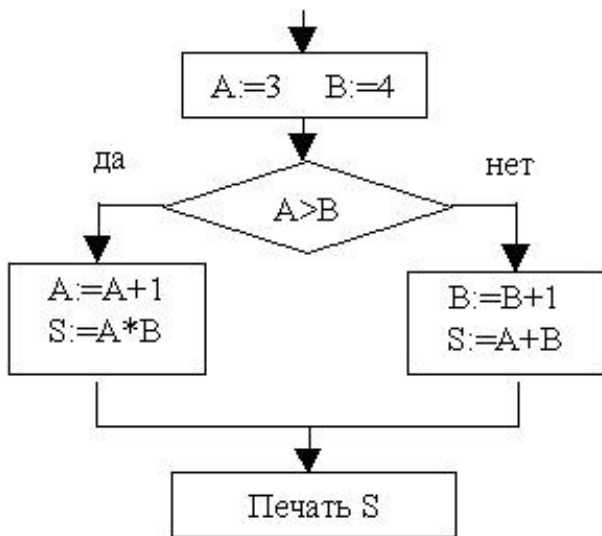 A:=3 B:=4
да
нет
A>B
A:=A+1
S:=A*B
B:=B+1
S:=A+B
Печать S